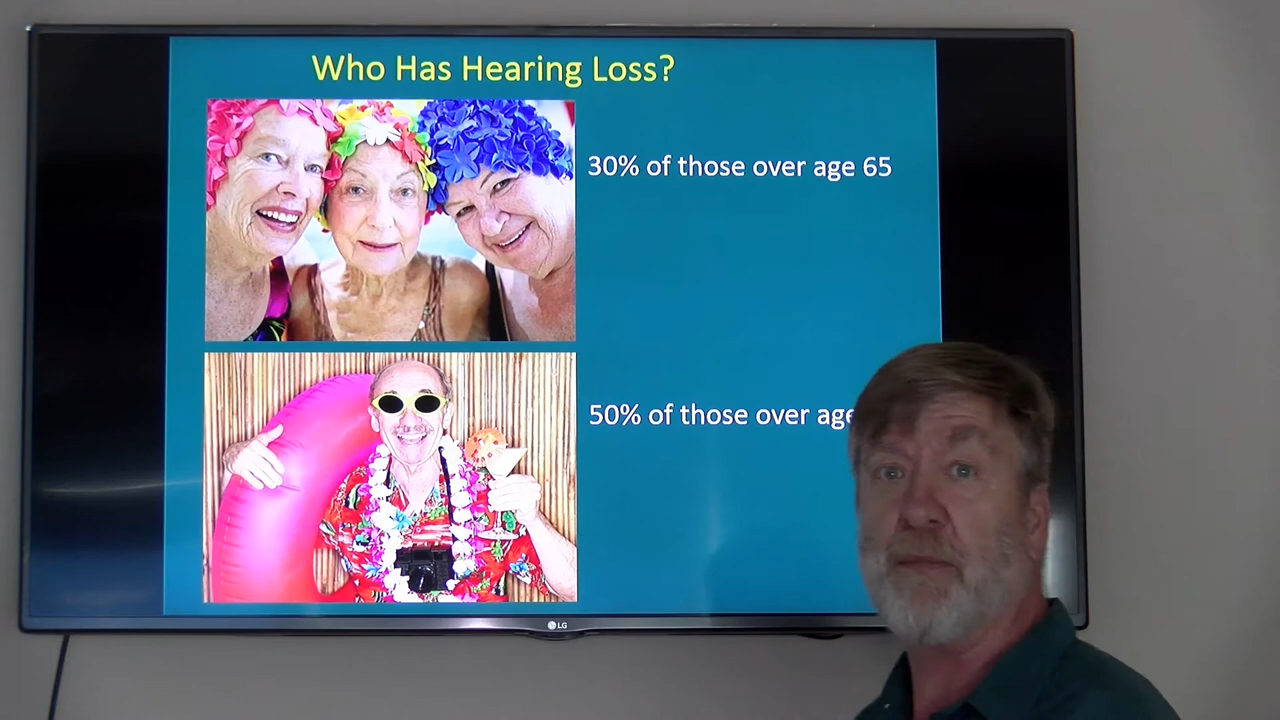 Who Has Hearing Loss?
30% of those over age 65
50% of those over age
LG